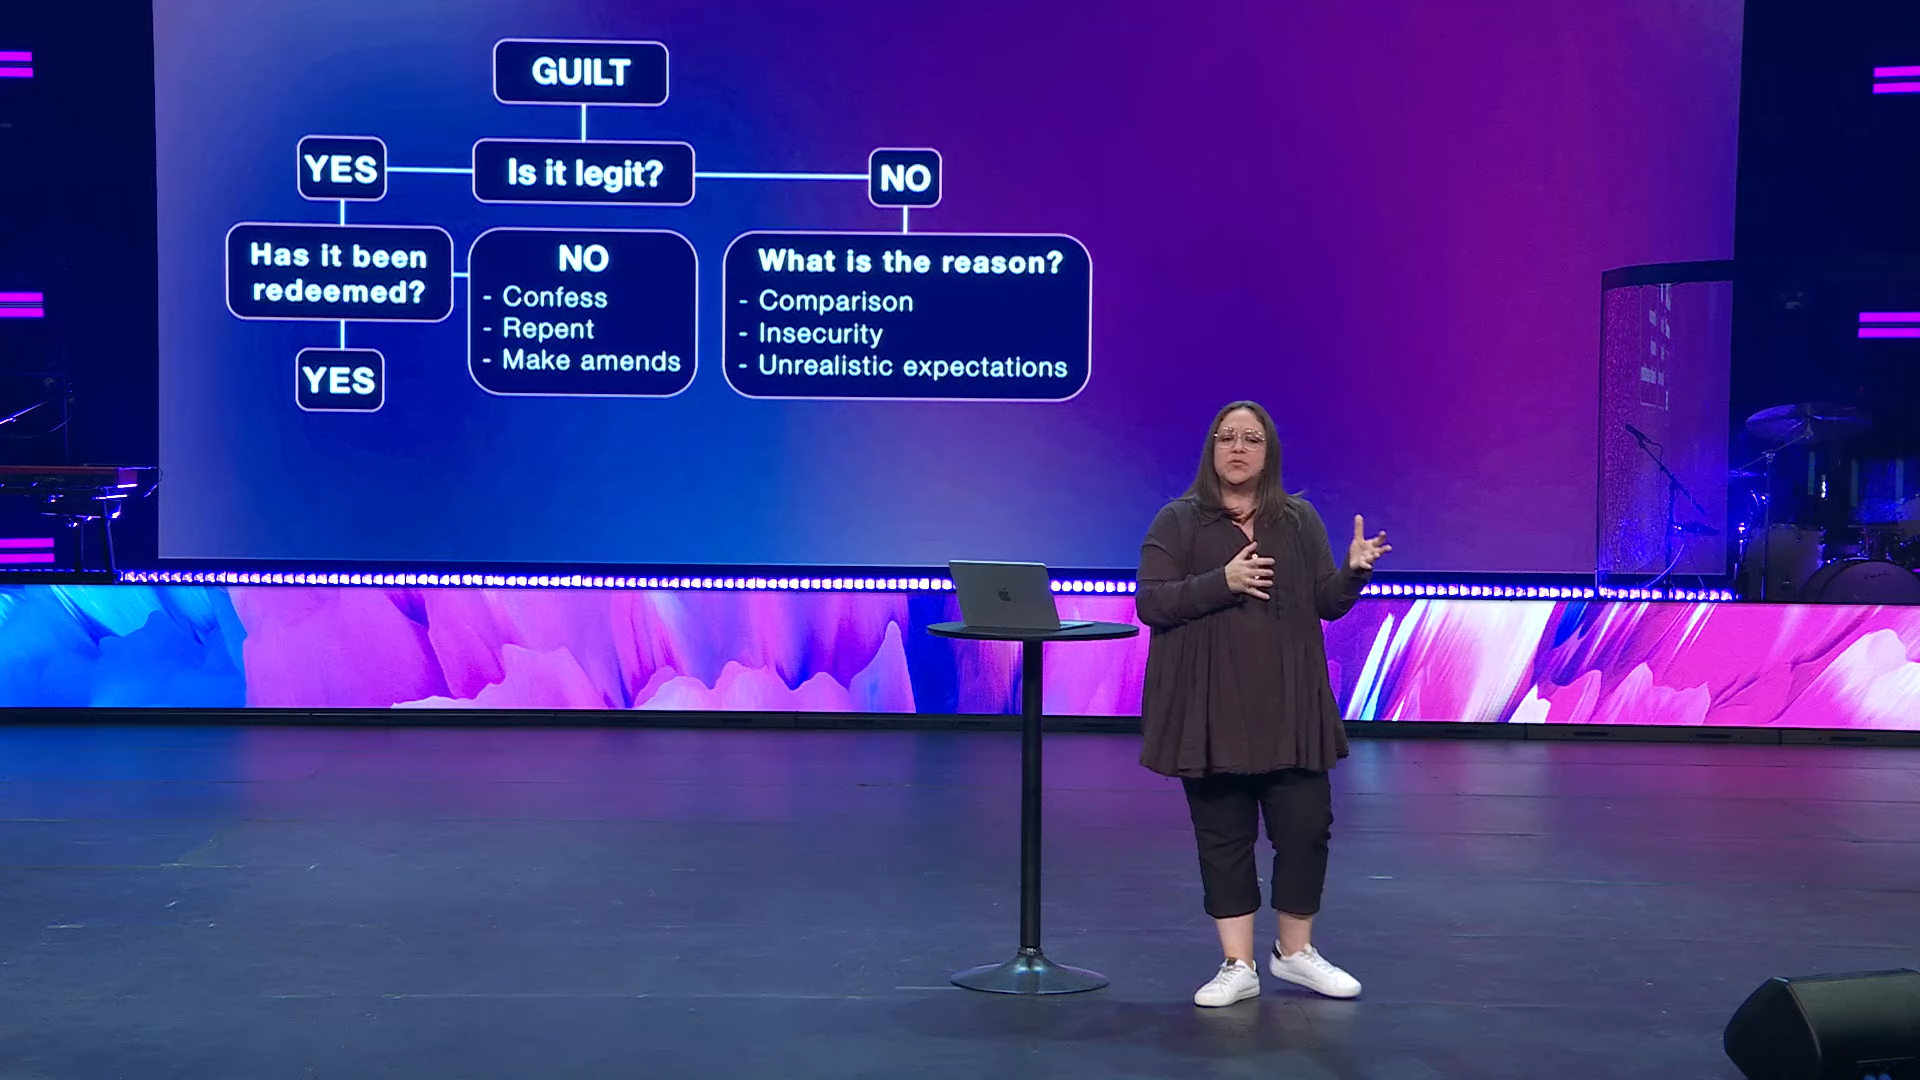 GUILT
YES
Is it legit?
NO
Has it been
redeemed?
NO
- Confess
- Repent
- Make amends
What is the reason?
- Comparison
- Insecurity
- Unrealistic expectations
YES